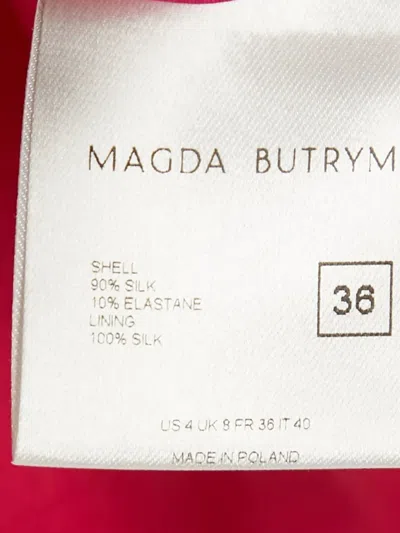 MAGDA BUTRYM
SHELL
90% SILK
10% ELASTANE
LINING
100% SILK
36
US 4 UK 8 FR 36 IT 40
MADE IN POLAND